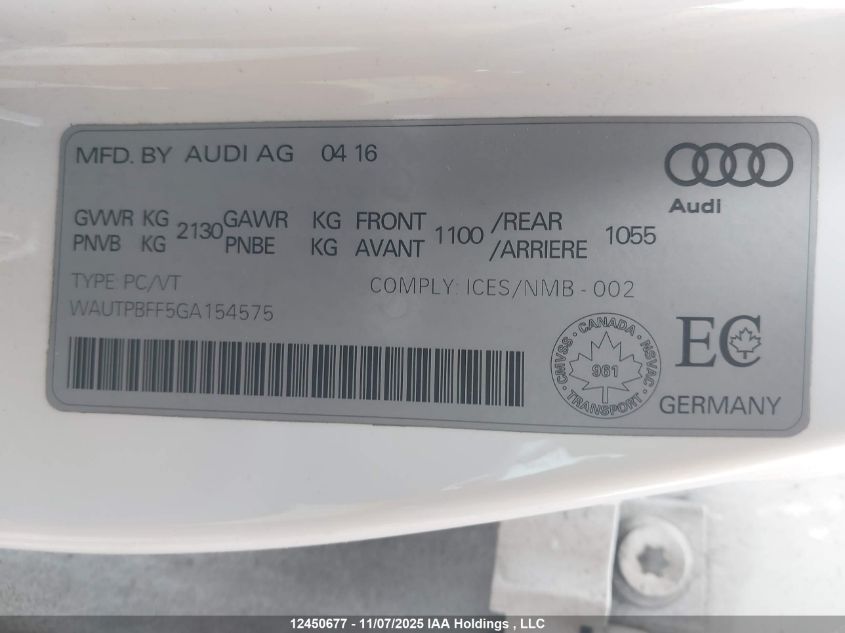 MFD. BY AUDI AG 04 16
Audi
GVWR KG 2130 GAWR KG FRONT 1100 /REAR 1055
PNVB KG PNBE KG AVANT /ARRIERE
TYPE: PC/VT COMPLY: ICES/NMB - 002
WAUTPBFF5GA154575
CANADA
CMVSS NSVAC
961
TRANSPORT
EC
GERMANY
12450677 - 11/07/2025 IAA Holdings , LLC